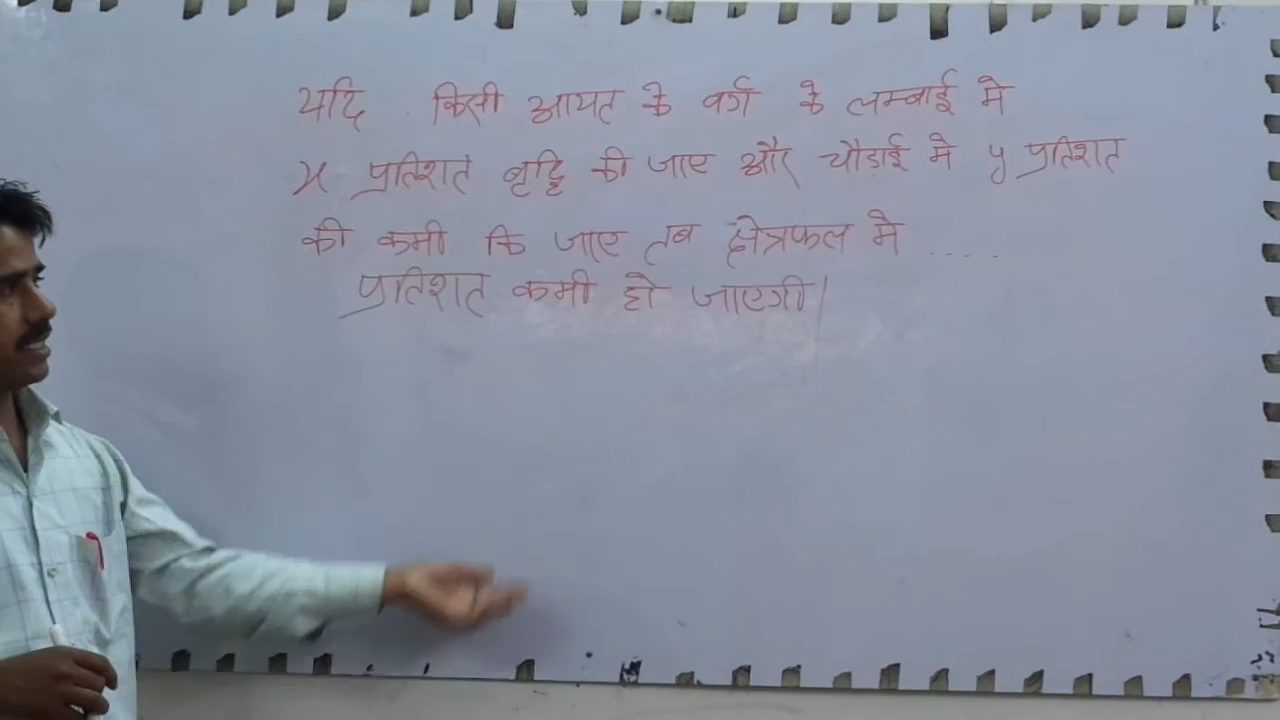 यदि किसी आयत के वर्ग के लम्बाई मे
x प्रतिशत बृद्धि की जाए और चौड़ाई मे y प्रतिशत
की कमी कि जाए तब क्षेत्रफल मे ....
प्रतिशत कमी हो जाएगी।